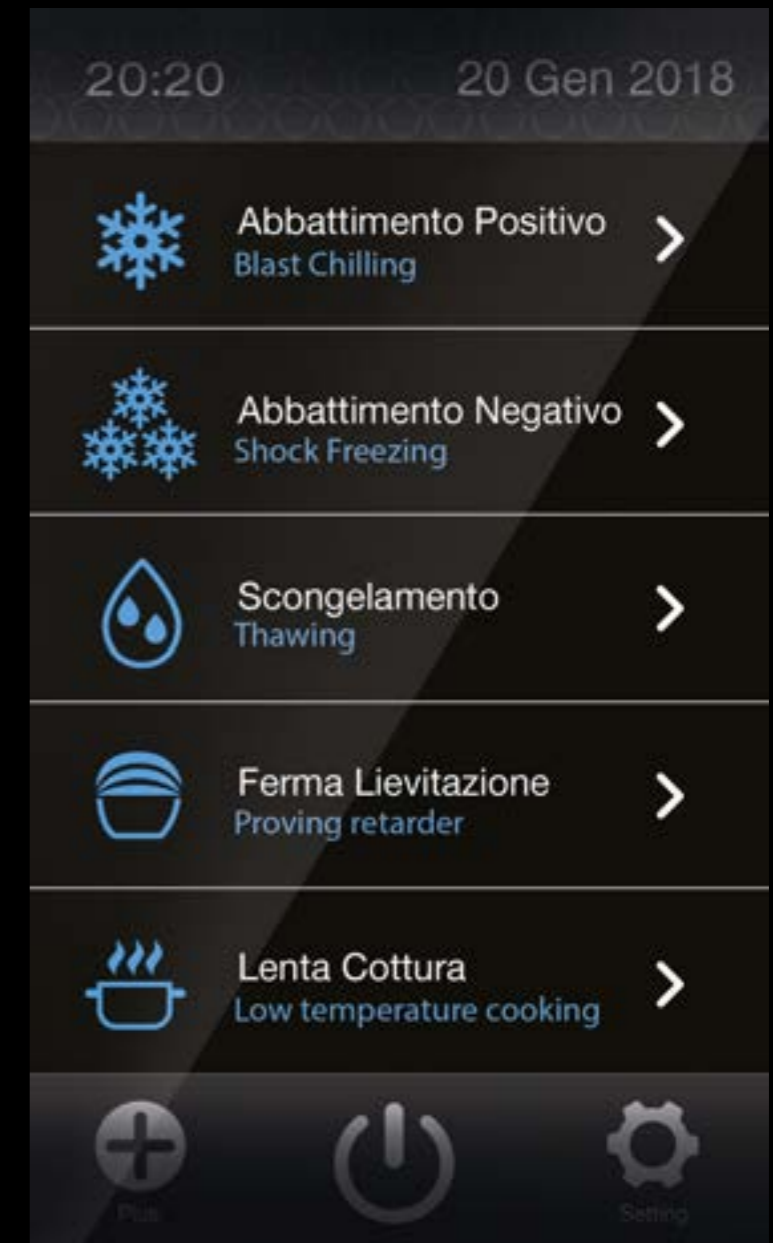 20:20 20 Gen 2018
Abbattimento Positivo
Blast Chilling
Abbattimento Negativo
Shock Freezing
Scongelamento
Thawing
Ferma Lievitazione
Proving retarder
Lenta Cottura
Low temperature cooking
Plus Setting